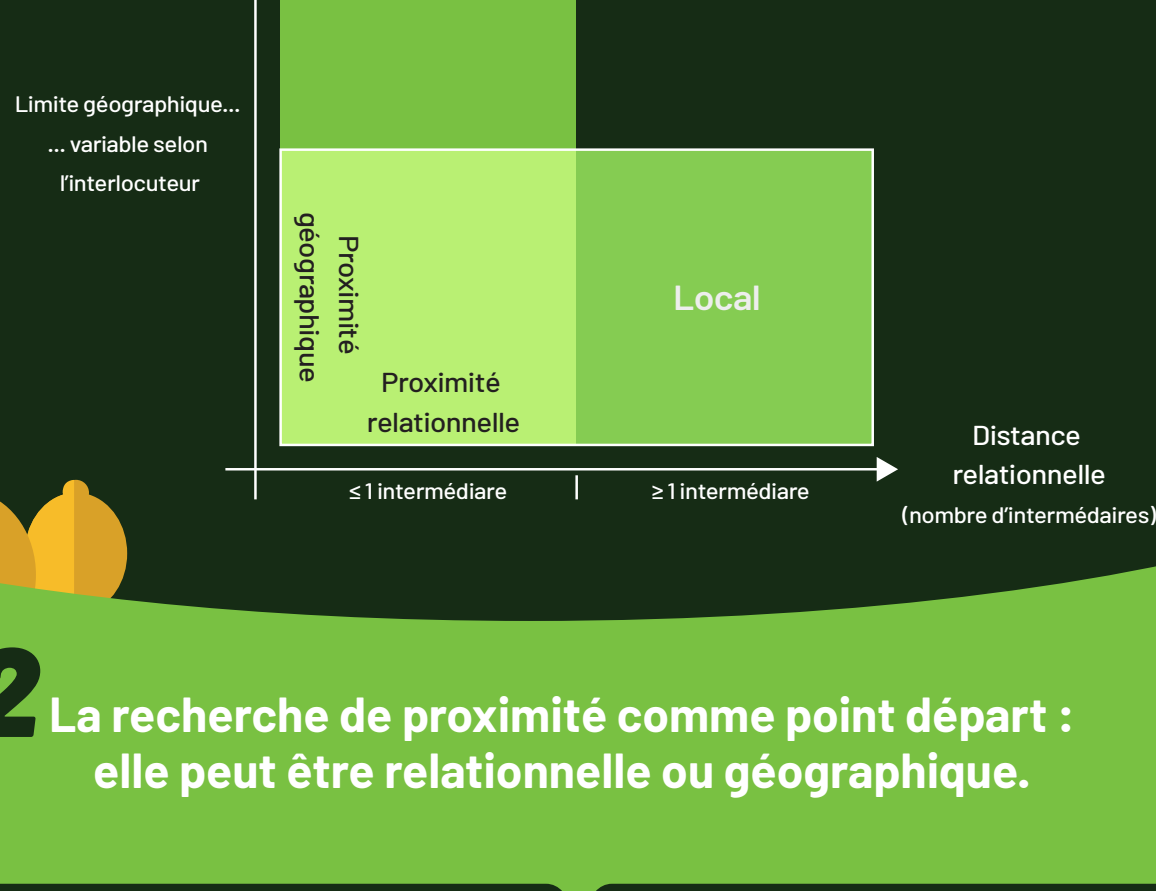 Limite géographique...
... variable selon
l’interlocuteur
Proximité
géographique
Local
Proximité
relationnelle
Distance
relationnelle
(nombre d’intermédaires)
≤ 1 intermédiare
≥ 1 intermédiare
2
La recherche de proximité comme point départ :
elle peut être relationnelle ou géographique.